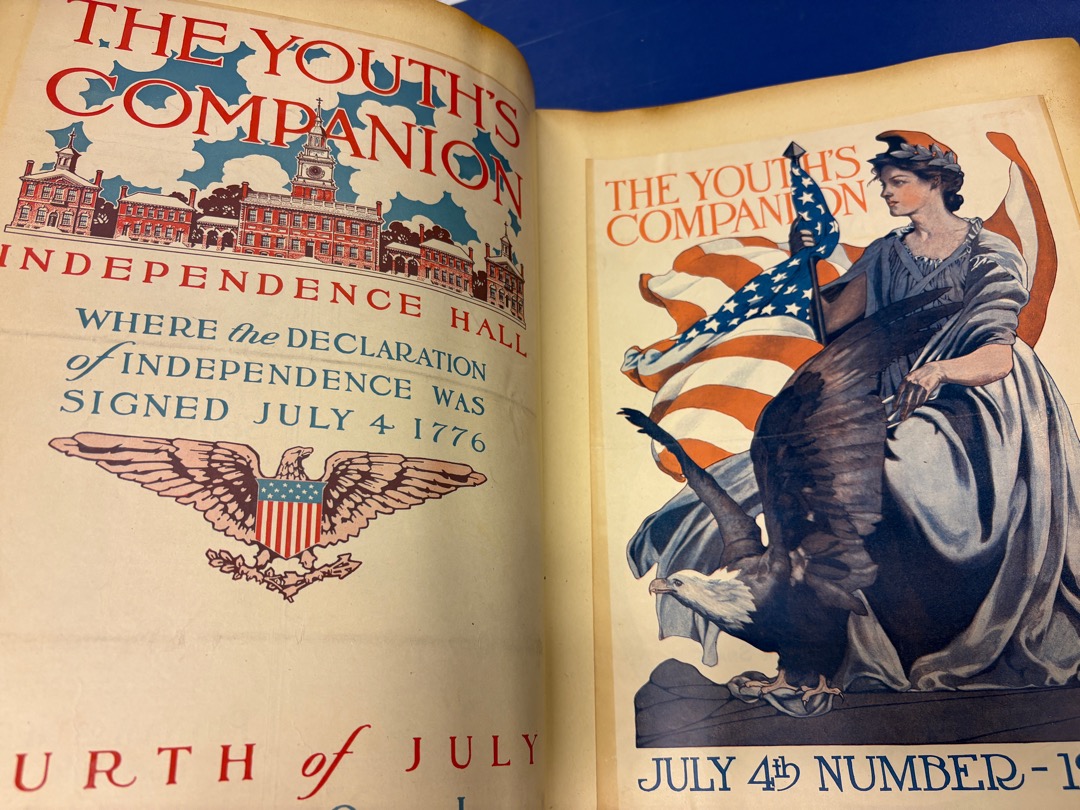 THE YOUTH'S
COMPANION
INDEPENDENCE HALL
WHERE the DECLARATION
of INDEPENDENCE WAS
SIGNED JULY 4 1776
URTH of JULY
THE YOUTH'S
COMPANION
JULY 4th NUMBER - 1